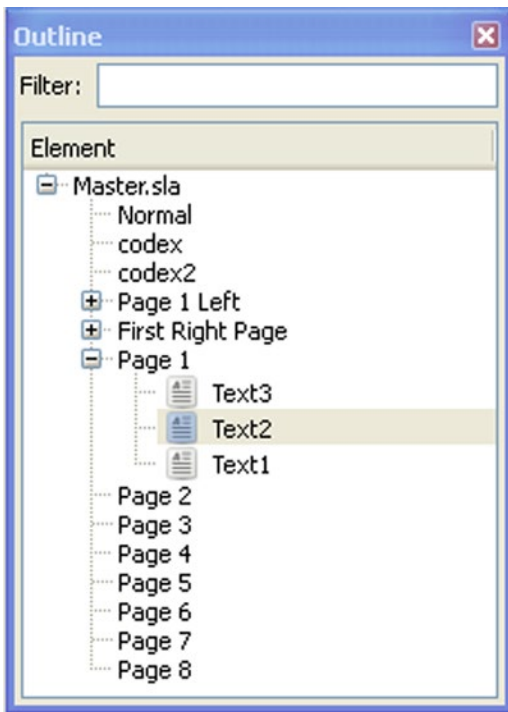 Outline
Filter:
Element
Master.sla
Normal
codex
codex2
Page 1 Left
First Right Page
Page 1
Text3
Text2
Text1
Page 2
Page 3
Page 4
Page 5
Page 6
Page 7
Page 8